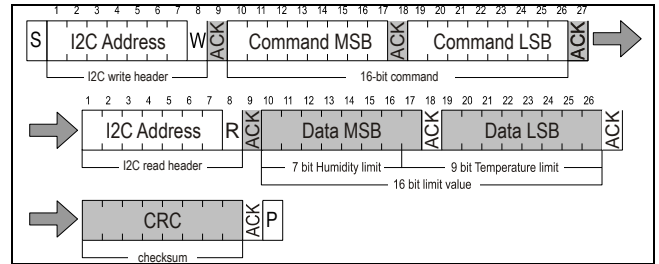 1 2 3 4 5 6 7 8 9 10 11 12 13 14 15 16 17 18 19 20 21 22 23 24 25 26 27
S I2C Address W ACK Command MSB ACK Command LSB ACK
I2C write header 16-bit command
1 2 3 4 5 6 7 8 9 10 11 12 13 14 15 16 17 18 19 20 21 22 23 24 25 26
I2C Address R ACK Data MSB ACK Data LSB ACK
I2C read header 7 bit Humidity limit 9 bit Temperature limit
16 bit limit value
CRC ACK P
checksum